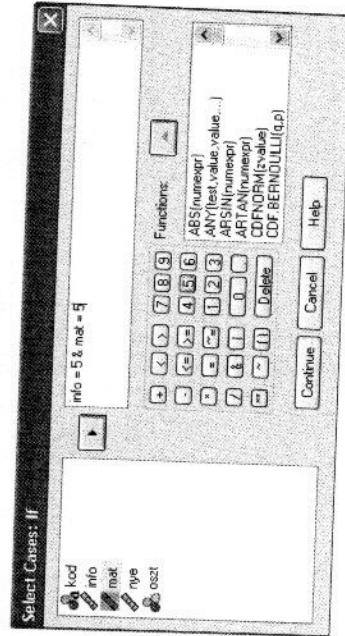 Select Cases: If
kod
info
mat
nye
oszt
info = 5 & mat = 5
+ < > 7 8 9
- <= >= 4 5 6
× = ~= 1 2 3
/ & | 0 .
** ~ () Delete
Functions:
ABS(numexpr)
ANY(test,value,value,...)
ARSIN(numexpr)
ARTAN(numexpr)
CDFNORM(zvalue)
CDF.BERNOULLI(q,p)
Continue
Cancel
Help